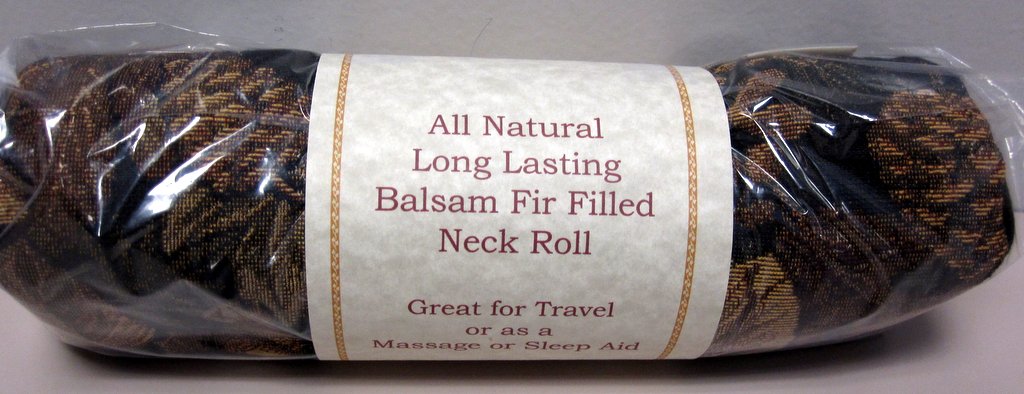 All Natural
Long Lasting
Balsam Fir Filled
Neck Roll
Great for Travel
or as a
Massage or Sleep Aid